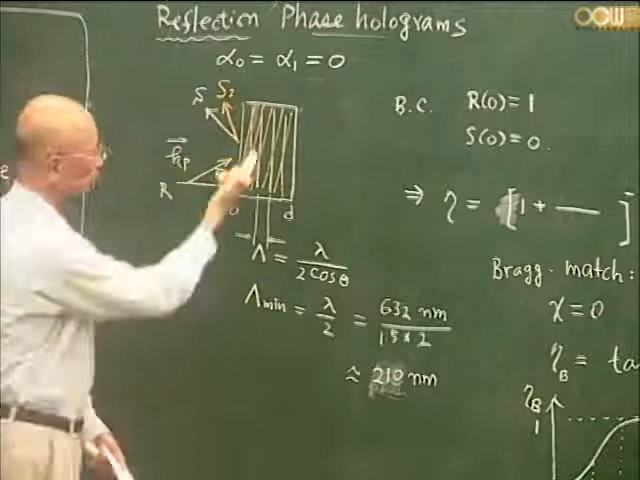 OCW
Reflection Phase holograms
α₀ = α₁ = 0
B.C. R(0) = 1
S(0) = 0.
S S₂
R
d
⇒ η = [1 + —— ]
Λ = λ / 2cosθ
Bragg match:
Λmin = λ / 2 = 632 nm / 1.5 × 2
χ = 0
≈ 210 nm
η_B = ta
η_B
1